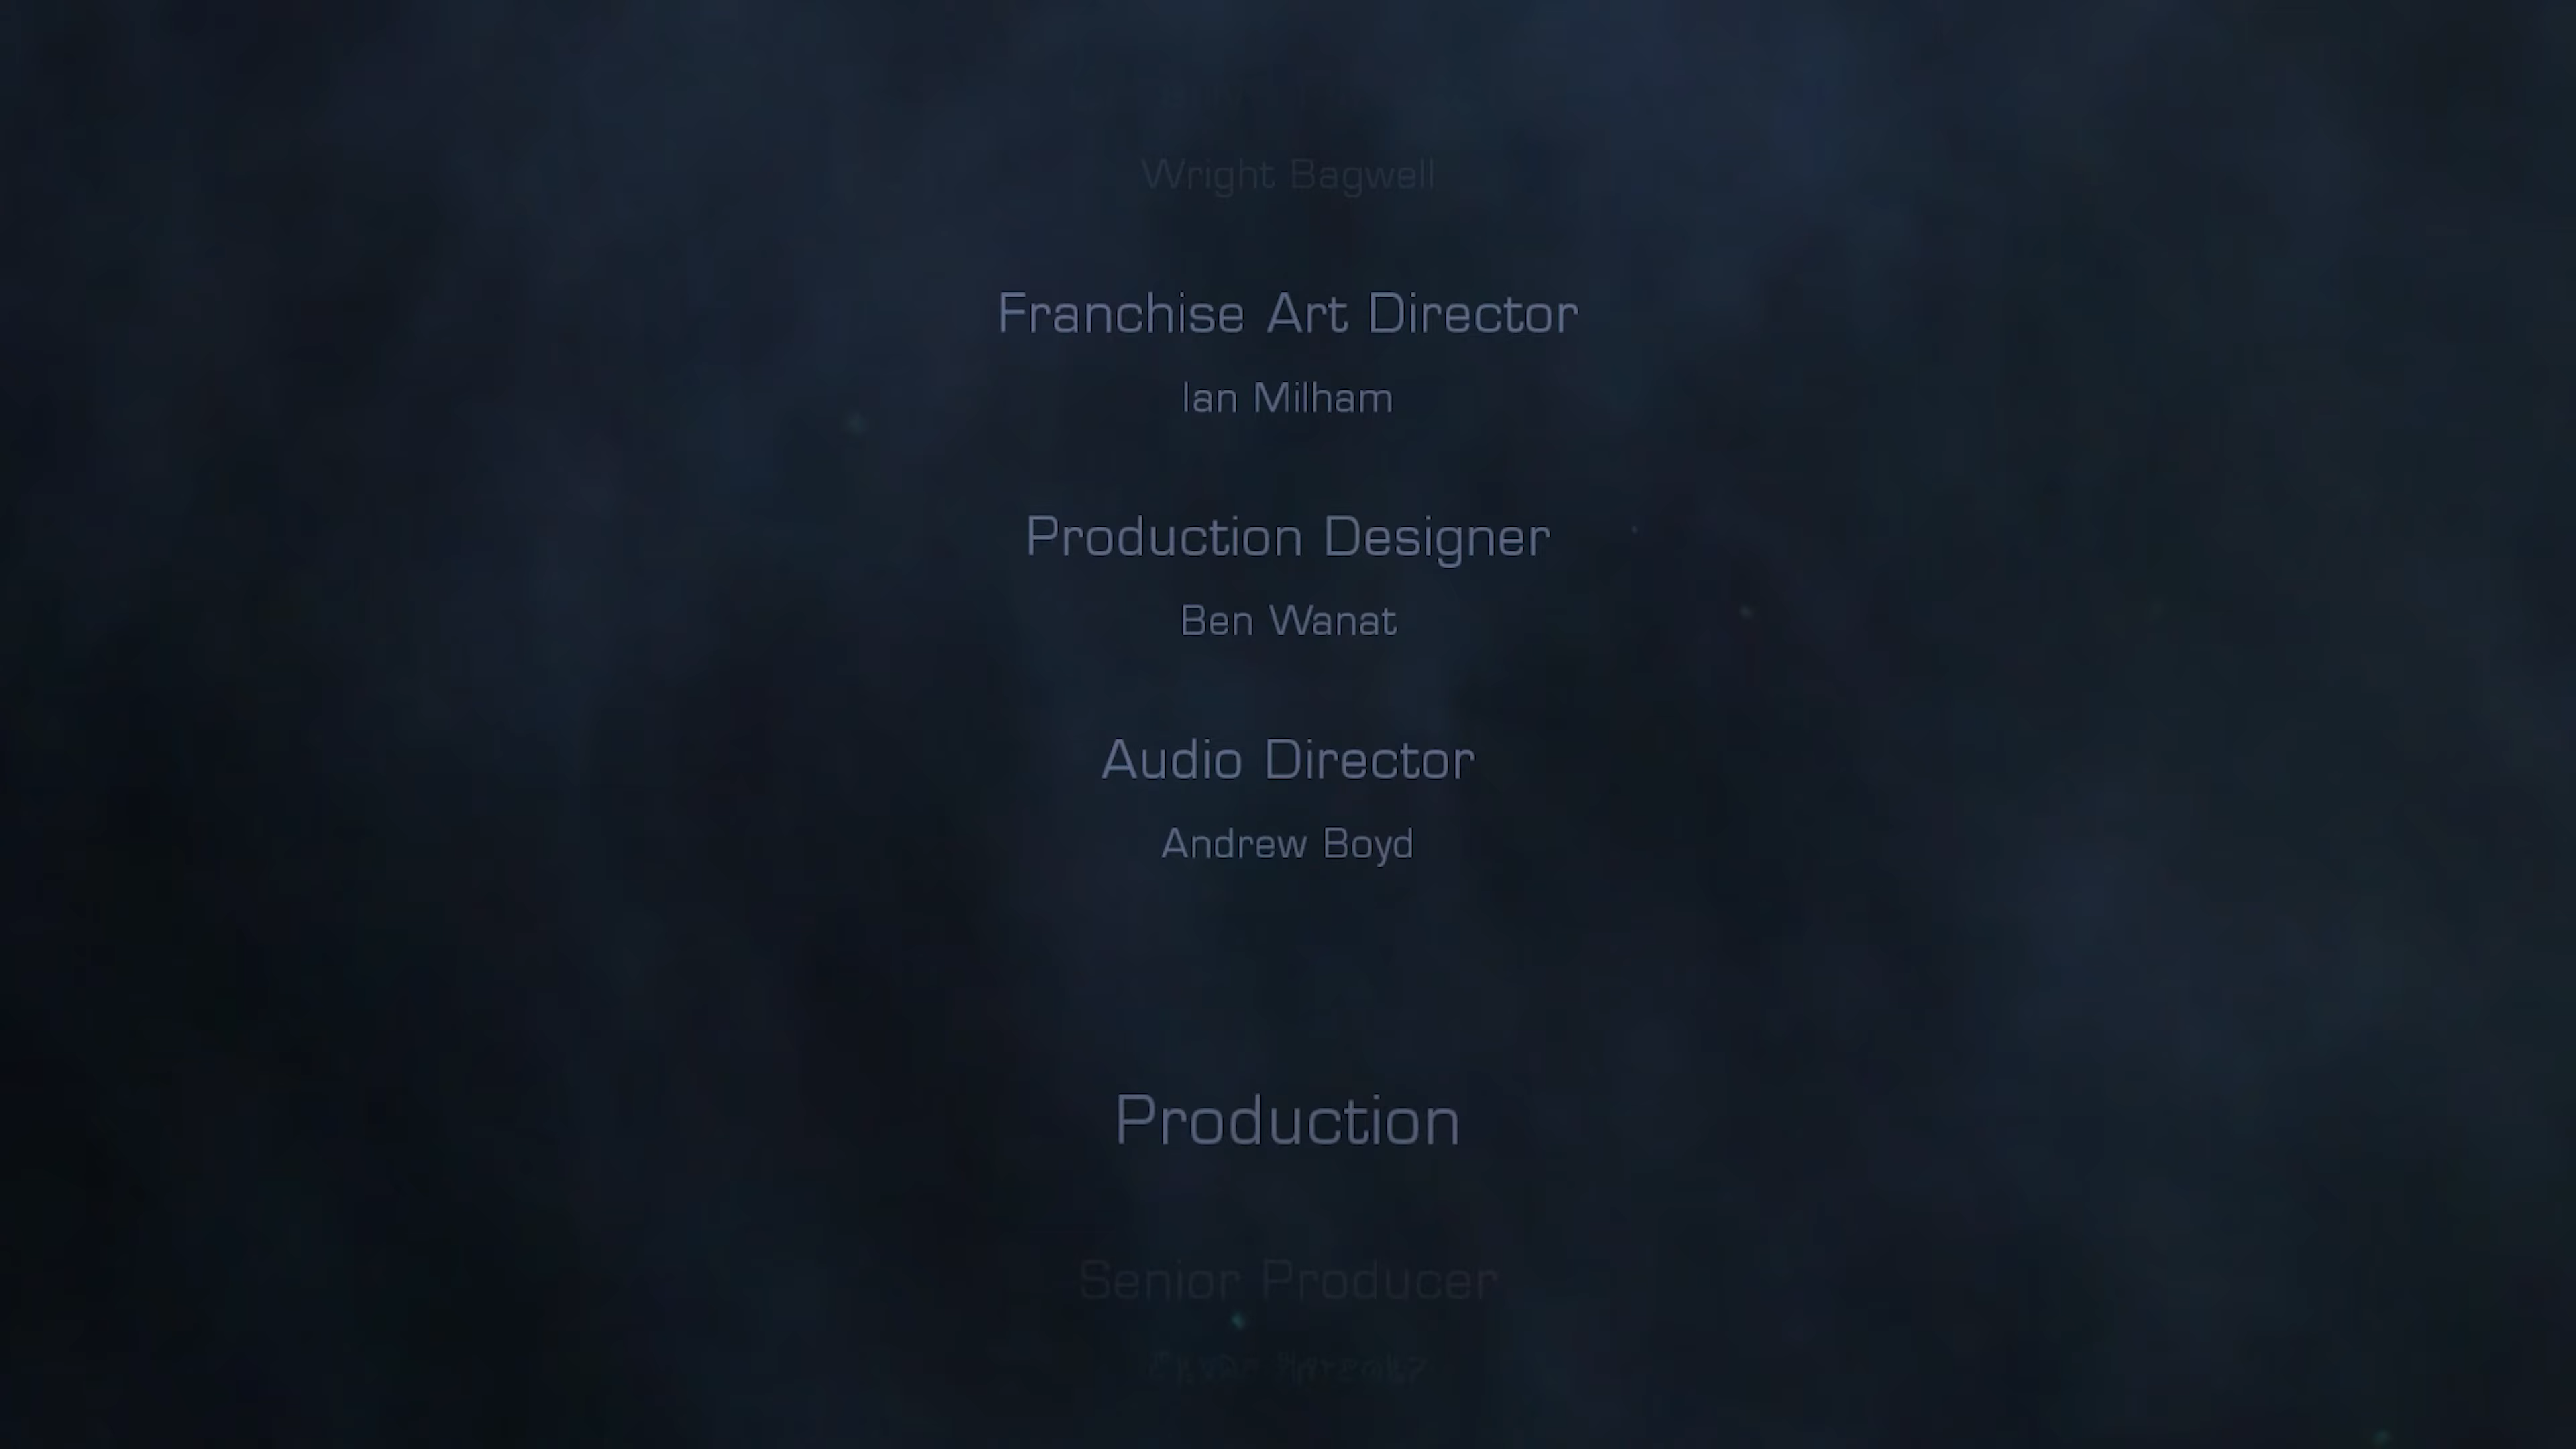 Wright Bagwell
Franchise Art Director
Ian Milham
Production Designer
Ben Wanat
Audio Director
Andrew Boyd
Production
Senior Producer